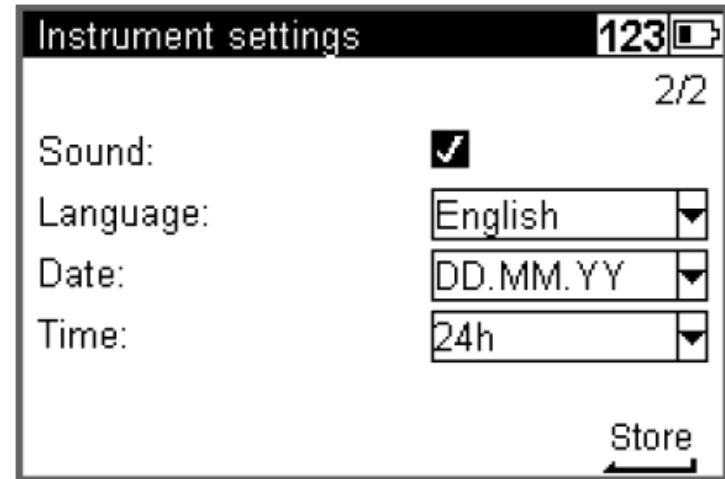 Instrument settings 123
2/2
Sound:
Language: English
Date: DD.MM.YY
Time: 24h
Store